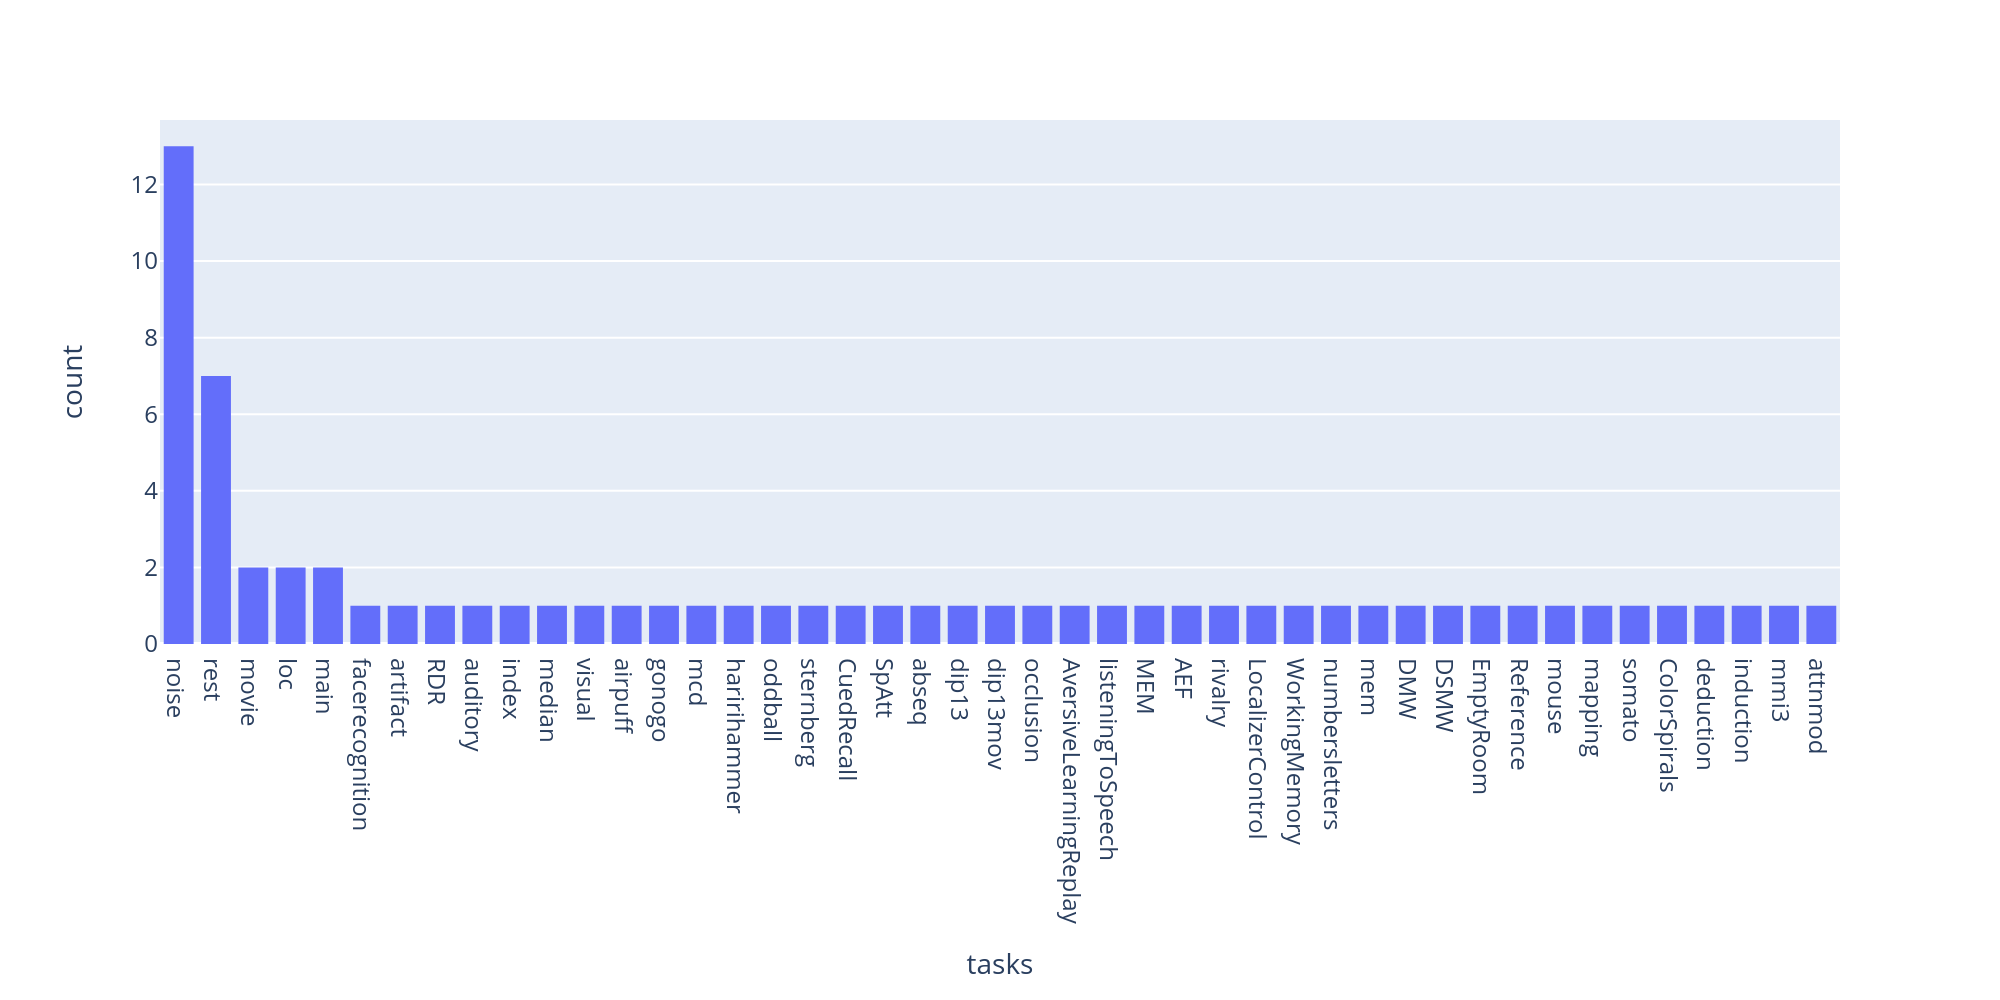 12
10
8
6
4
2
0
count
noise
rest
movie
loc
main
facerecognition
artifact
RDR
auditory
index
median
visual
airpuff
gonogo
mcd
haririhammer
oddball
sternberg
CuedRecall
SpAtt
abseq
dip13
dip13mov
occlusion
AversiveLearningReplay
listeningToSpeech
MEM
AEF
rivalry
LocalizerControl
WorkingMemory
numbersletters
mem
DMW
DSMW
EmptyRoom
Reference
mouse
mapping
somato
ColorSpirals
deduction
induction
mmi3
attnmod
tasks